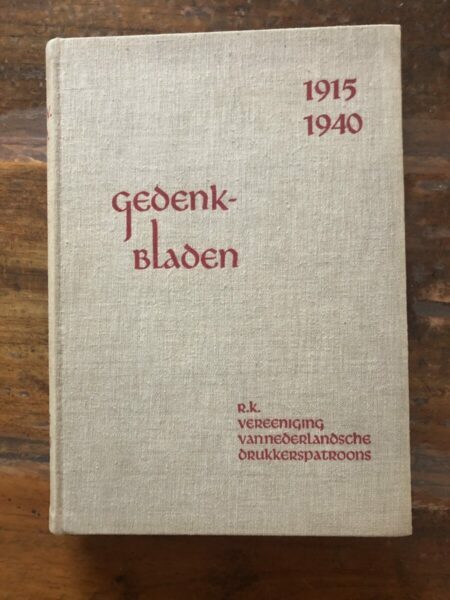 1915
1940
Gedenk-
Bladen
R.K.
Vereeniging
van Nederlandsche
Drukkerspatroons